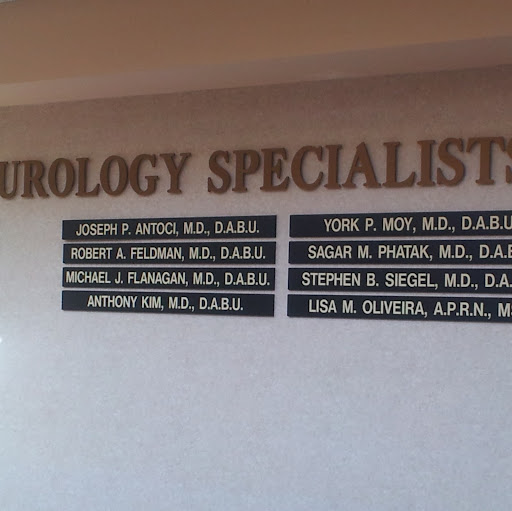 UROLOGY SPECIALISTS
JOSEPH P. ANTOCI, M.D., D.A.B.U.
ROBERT A. FELDMAN, M.D., D.A.B.U.
MICHAEL J. FLANAGAN, M.D., D.A.B.U.
ANTHONY KIM, M.D., D.A.B.U.
YORK P. MOY, M.D., D.A.B.U
SAGAR M. PHATAK, M.D., D.A.B
STEPHEN B. SIEGEL, M.D., D.A.
LISA M. OLIVEIRA, A.P.R.N.,